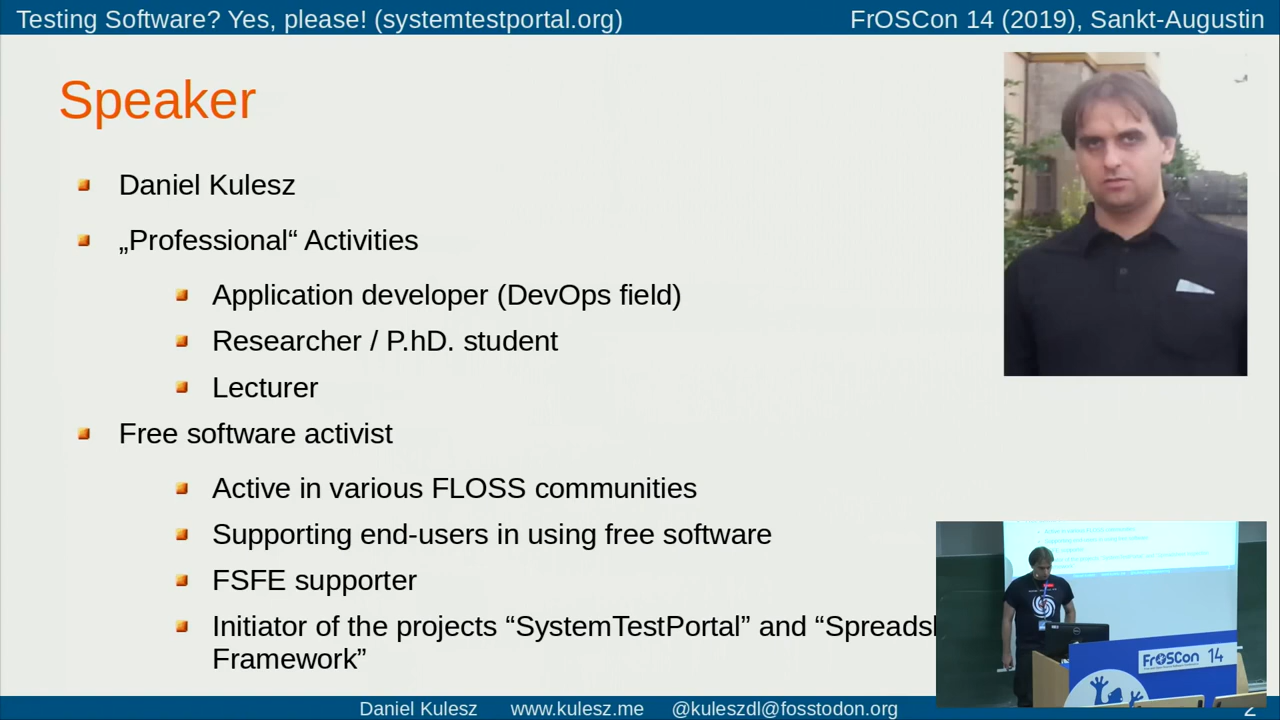 Testing Software? Yes, please! (systemtestportal.org)
FrOSCon 14 (2019), Sankt-Augustin
Speaker
Daniel Kulesz
„Professional“ Activities
Application developer (DevOps field)
Researcher / P.hD. student
Lecturer
Free software activist
Active in various FLOSS communities
Supporting end-users in using free software
FSFE supporter
Initiator of the projects “SystemTestPortal” and “Spreadsh
Framework”
FrOSCon 14
Daniel Kulesz www.kulesz.me @kuleszdl@fosstodon.org
2